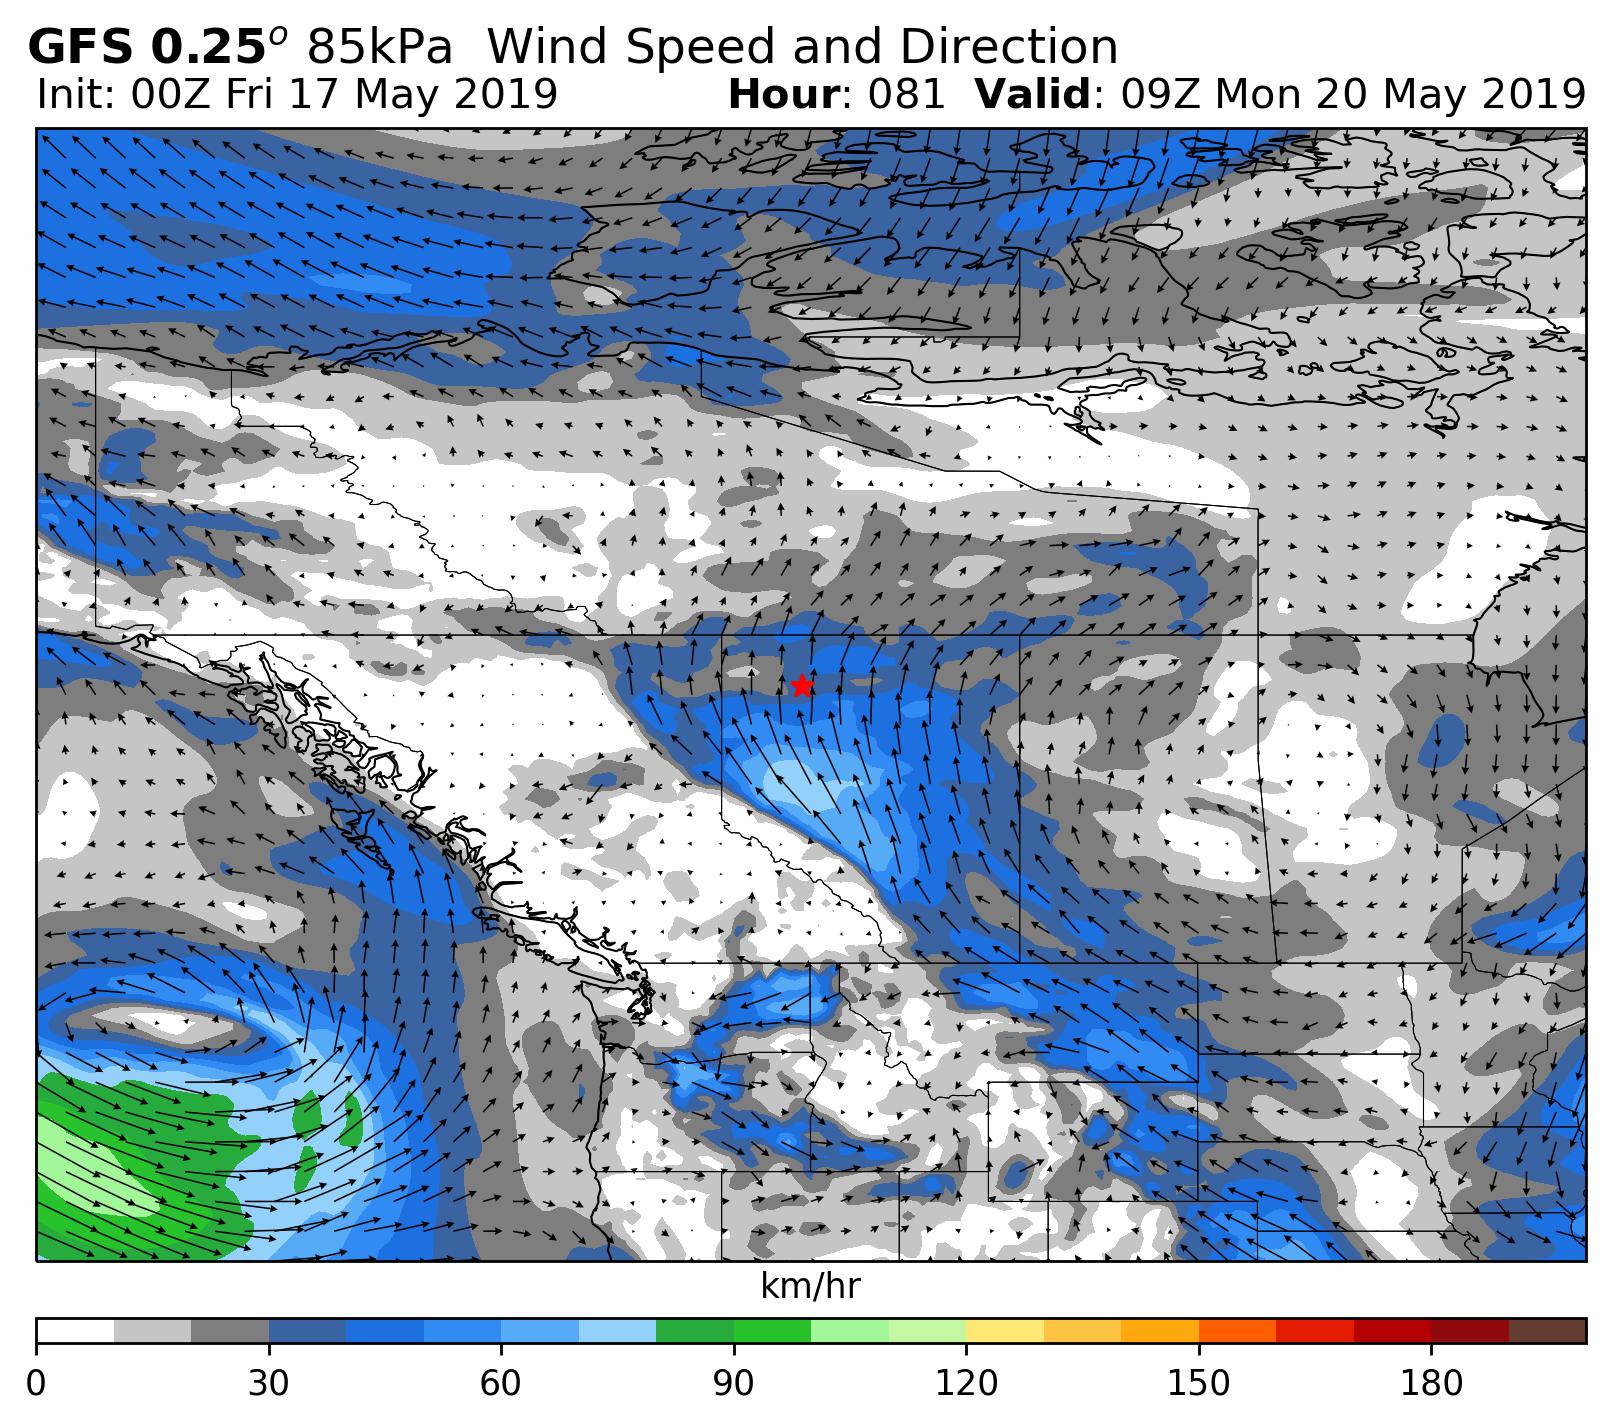 GFS 0.25o 85kPa Wind Speed and Direction
Init: 00Z Fri 17 May 2019 Hour: 081 Valid: 09Z Mon 20 May 2019
km/hr
0 30 60 90 120 150 180